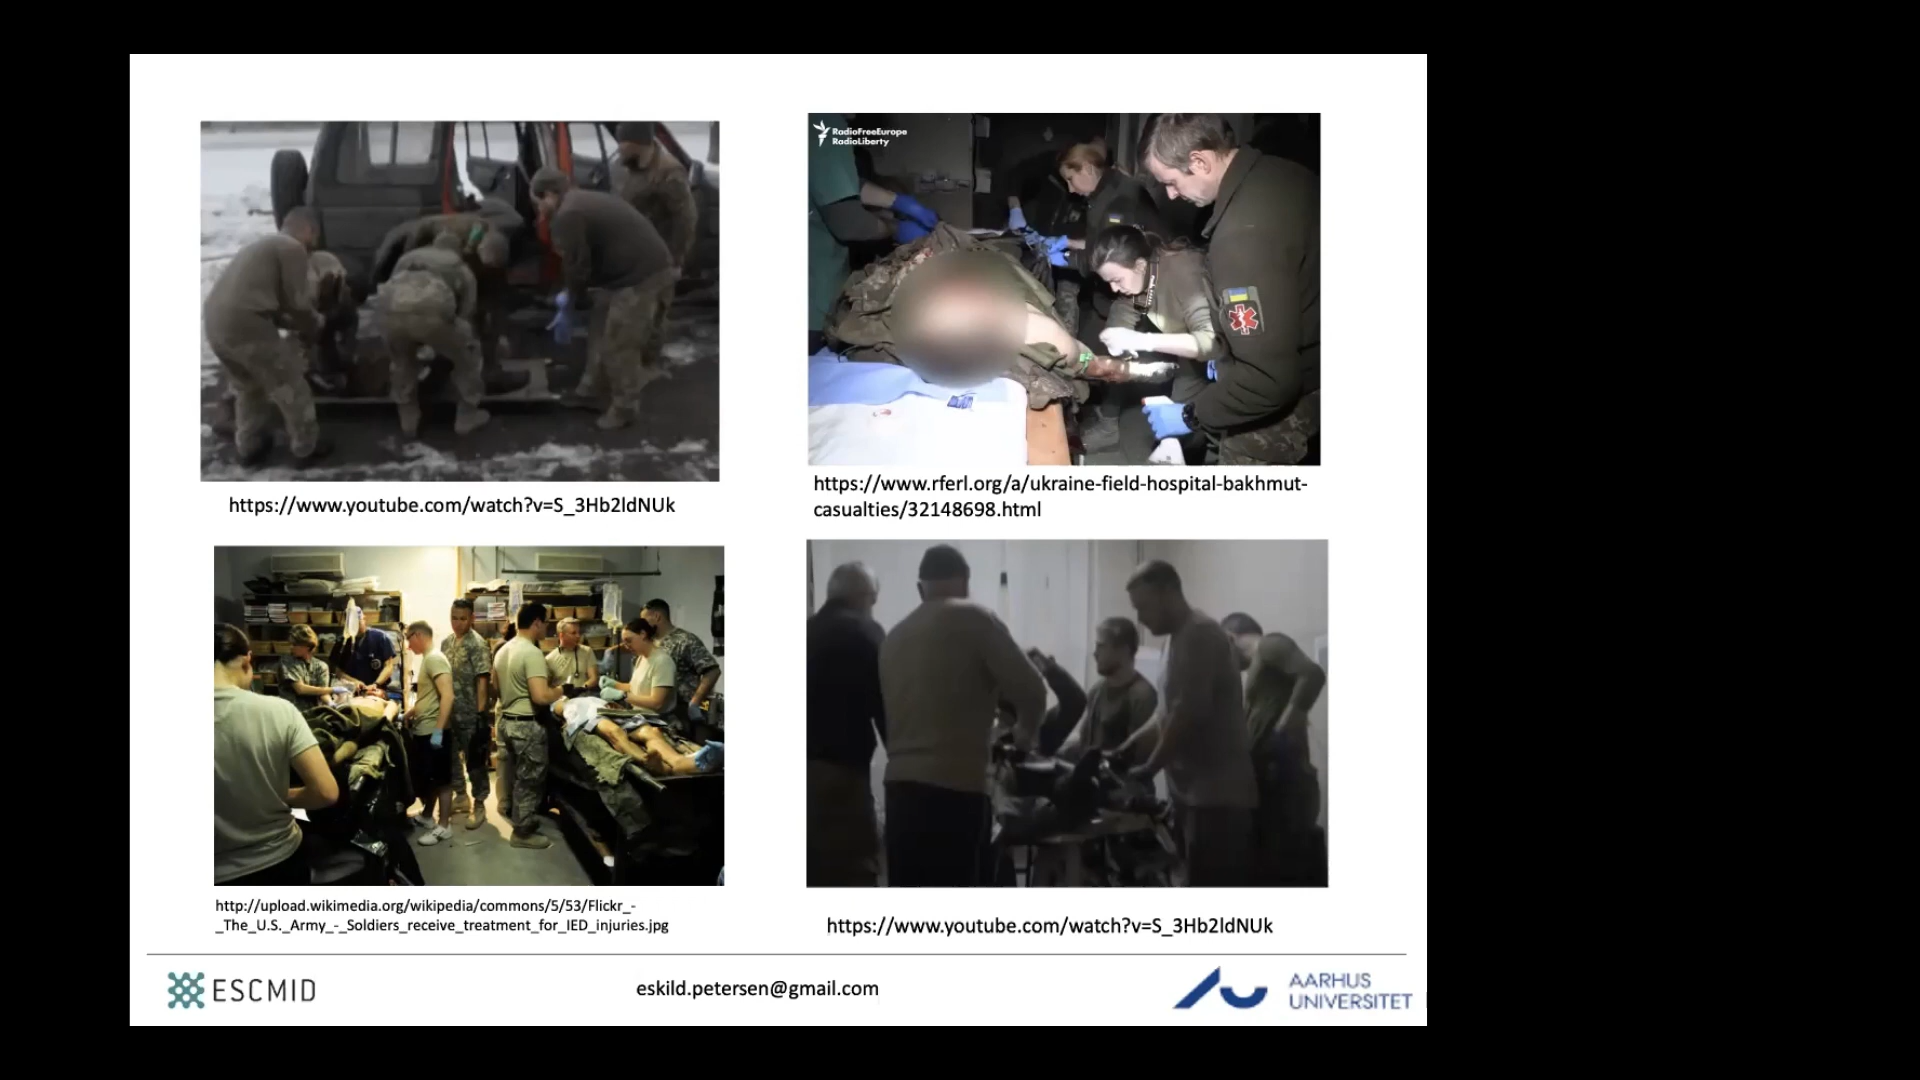 RadioFreeEurope
RadioLiberty
https://www.youtube.com/watch?v=S_3Hb2ldNUk
https://www.rferl.org/a/ukraine-field-hospital-bakhmut-
casualties/32148698.html
http://upload.wikimedia.org/wikipedia/commons/5/53/Flickr_-
_The_U.S._Army_-_Soldiers_receive_treatment_for_IED_injuries.jpg
https://www.youtube.com/watch?v=S_3Hb2ldNUk
ESCMID
eskild.petersen@gmail.com
AARHUS
UNIVERSITET